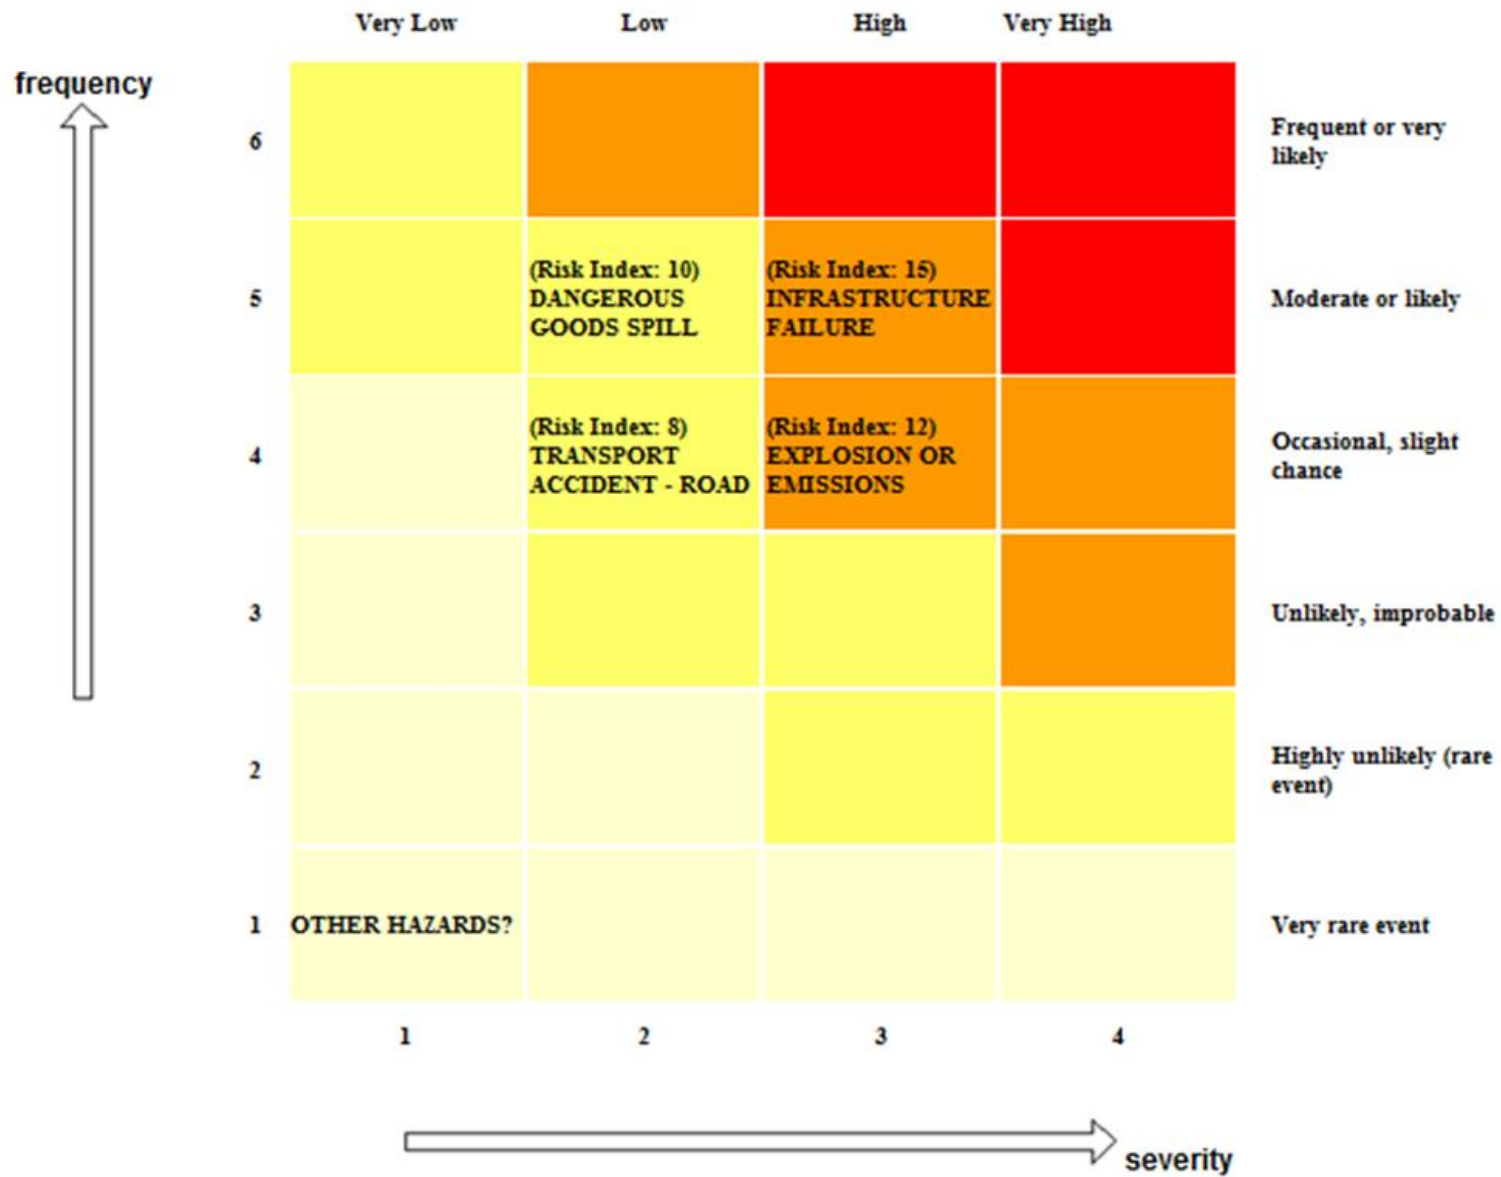 Very Low Low High Very High
frequency
6 Frequent or very
likely
5 (Risk Index: 10) (Risk Index: 15) Moderate or likely
DANGEROUS INFRASTRUCTURE
GOODS SPILL FAILURE
4 (Risk Index: 8) (Risk Index: 12) Occasional, slight
TRANSPORT EXPLOSION OR chance
ACCIDENT - ROAD EMISSIONS
3 Unlikely, improbable
2 Highly unlikely (rare
event)
1 OTHER HAZARDS? Very rare event
1 2 3 4
severity